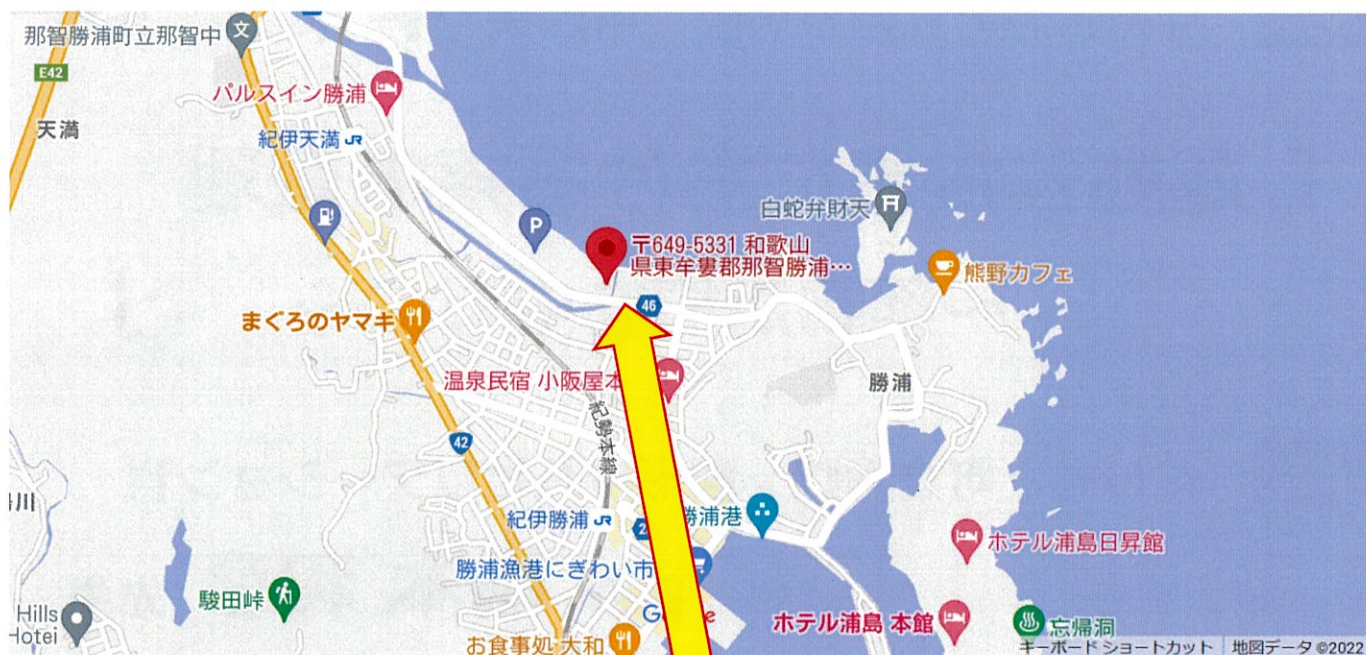 那智勝浦町立那智中
E42
パルスイン勝浦
天満
紀伊天満 JR
白蛇弁財天
P
〒649-5331 和歌山
県東牟婁郡那智勝浦…
熊野カフェ
46
まぐろのヤマキ
温泉民宿 小阪屋本
勝浦
紀勢本線
42
川
紀伊勝浦 JR
2
勝浦港
ホテル浦島日昇館
勝浦漁港にぎわい市
駿田峠
Hills
Hotei
ホテル浦島 本館
忘帰洞
お食事処 大和
キーボード ショートカット
地図データ ©2022